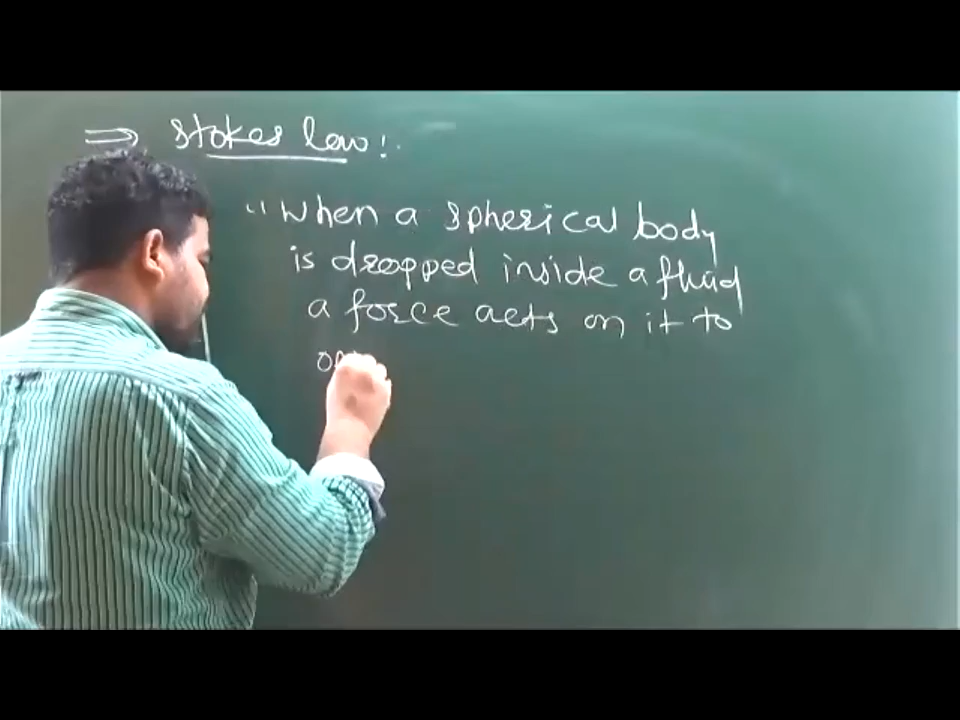 ⇒ Stokes law:
"When a spherical body
is dropped inside a fluid
a force acts on it to